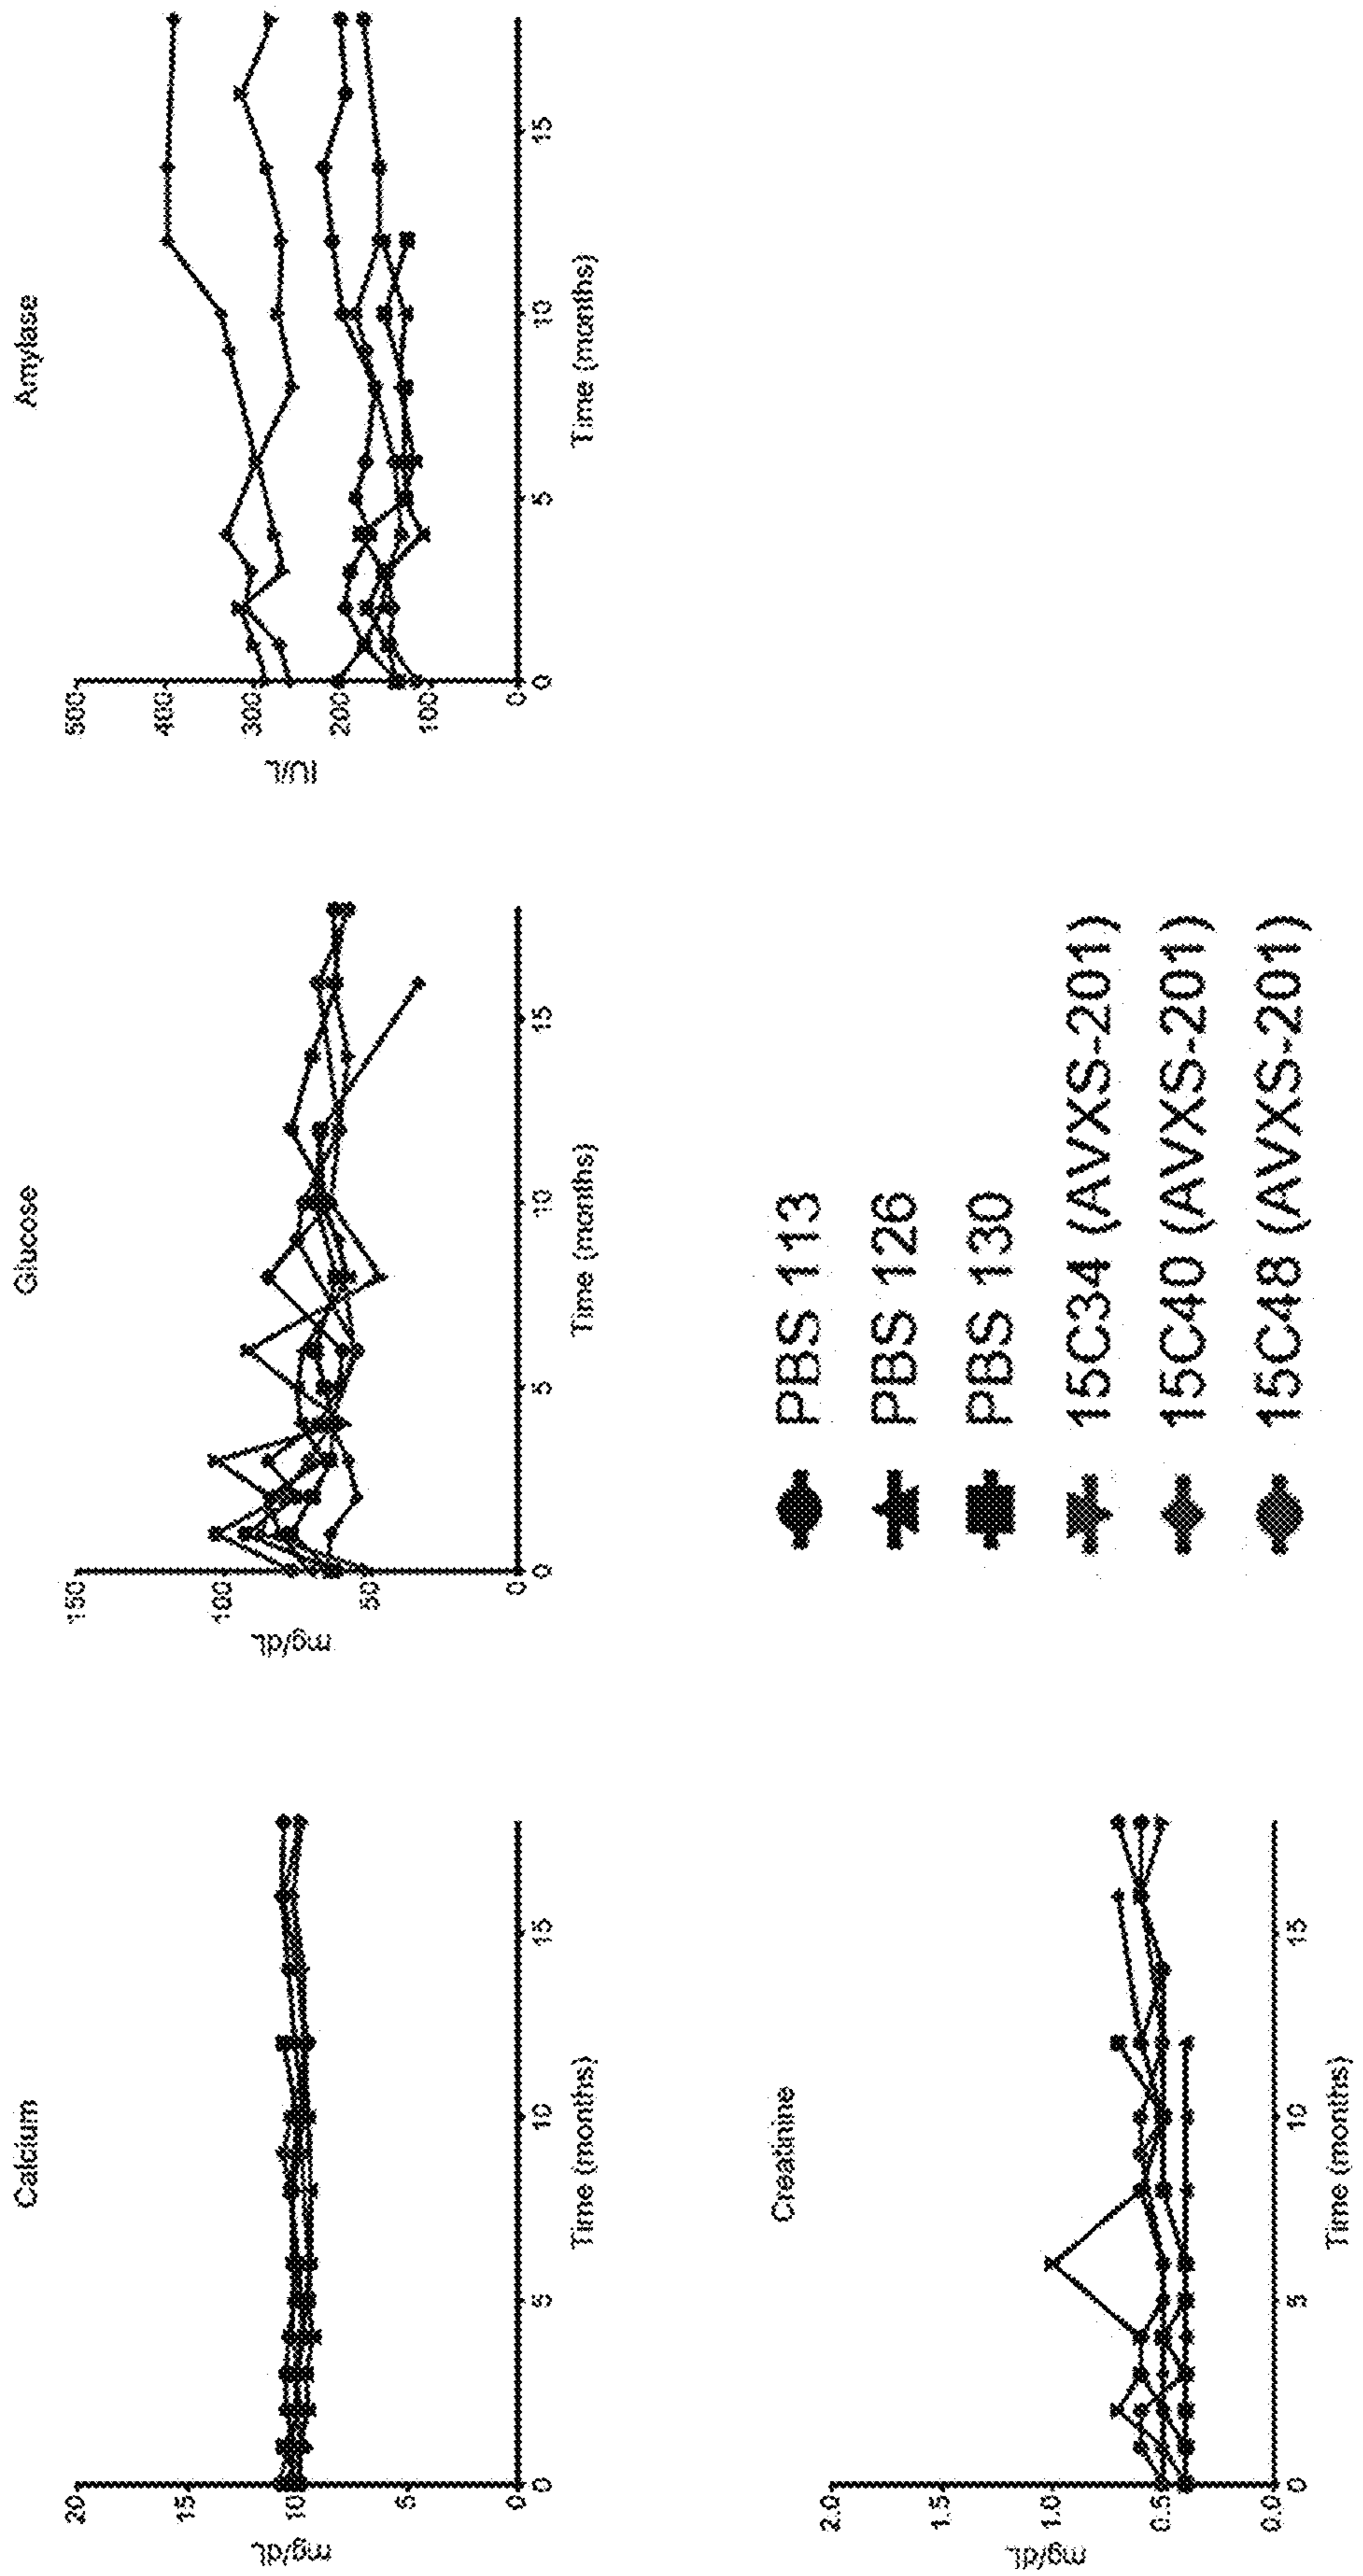 Calcium
mg/dL
20
15
10
5
0
0
5
10
15
Time (months)
Glucose
mg/dL
150
100
50
0
0
5
10
15
Time (months)
Amylase
IU/L
500
400
300
200
100
0
0
5
10
15
Time (months)
Creatinine
mg/dL
2.0
1.5
1.0
0.5
0.0
0
5
10
15
Time (months)
PBS 113
PBS 126
PBS 130
15C34 (AVXS-201)
15C40 (AVXS-201)
15C48 (AVXS-201)